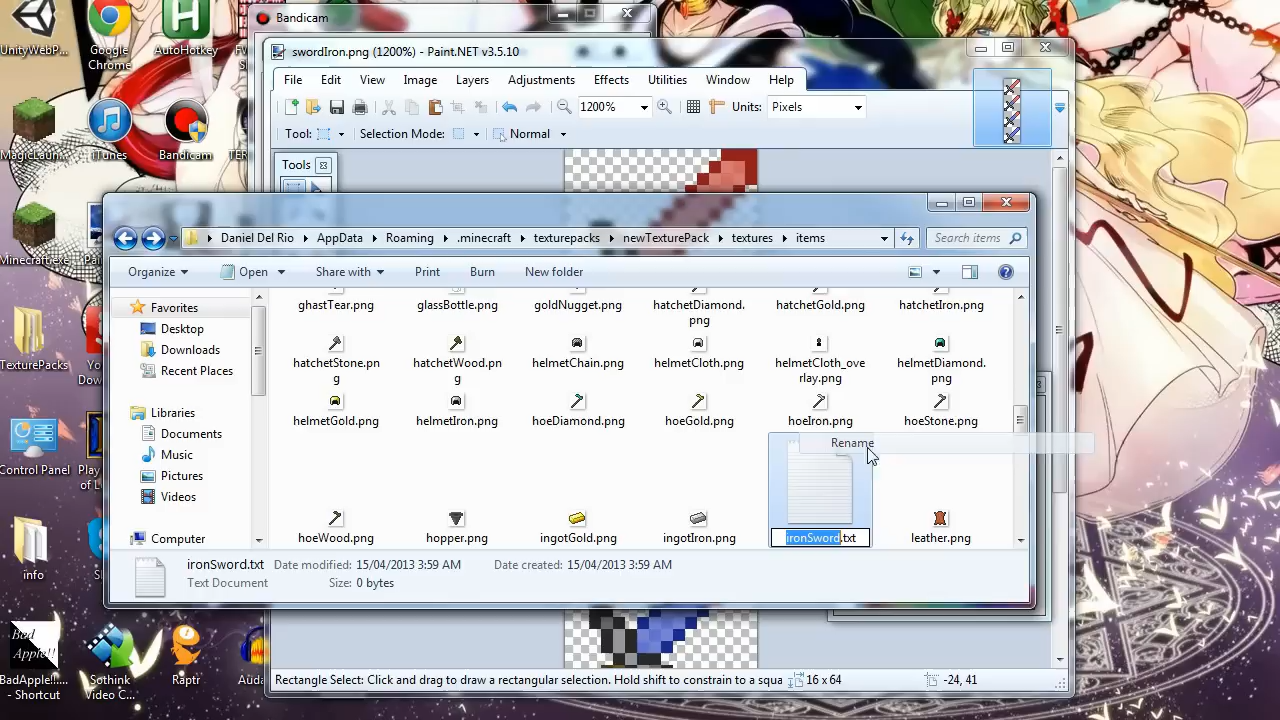 UnityWebP...
Google
Chrome
AutoHotkey
Bandicam
swordIron.png (1200%) - Paint.NET v3.5.10
File Edit View Image Layers Adjustments Effects Utilities Window Help
1200% Units: Pixels
Tool: Selection Mode: Normal
MagicLaun...
iTunes
Bandicam
Tools
Daniel Del Rio AppData Roaming .minecraft texturepacks newTexturePack textures items Search items
Minecraft.exe
Organize Open Share with Print Burn New folder
Favorites
Desktop
Downloads
Recent Places
Libraries
Documents
Music
Pictures
Videos
Computer
ghastTear.png glassBottle.png goldNugget.png hatchetDiamond.
png hatchetGold.png hatchetIron.png
hatchetStone.pn
g hatchetWood.pn
g helmetChain.png helmetCloth.png helmetCloth_ove
rlay.png helmetDiamond.
png
helmetGold.png helmetIron.png hoeDiamond.png hoeGold.png hoeIron.png hoeStone.png
Rename
hoeWood.png hopper.png ingotGold.png ingotIron.png ironSword.txt leather.png
TexturePacks
Control Panel
info
ironSword.txt Date modified: 15/04/2013 3:59 AM Date created: 15/04/2013 3:59 AM
Text Document Size: 0 bytes
Bad
Apple!!
BadApple!!...
- Shortcut
Sothink
Video C...
Raptr
Rectangle Select: Click and drag to draw a rectangular selection. Hold shift to constrain to a squa 16 x 64 -24, 41